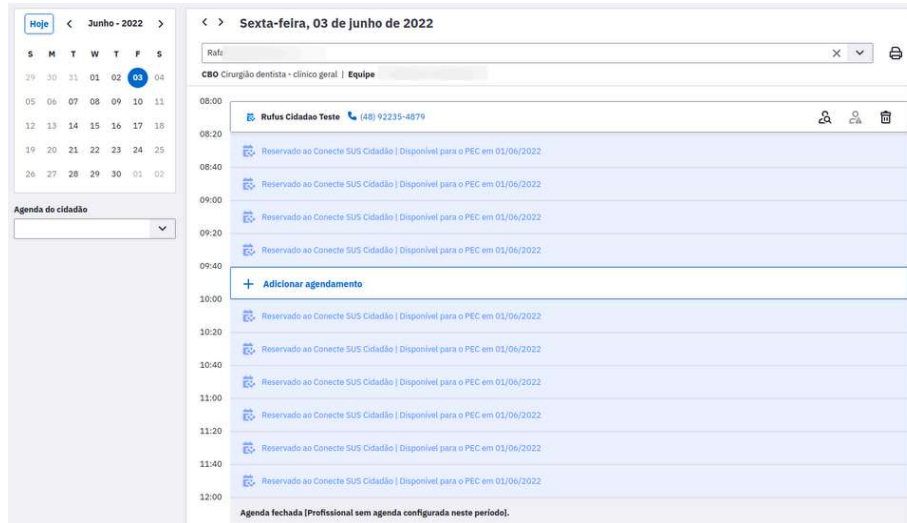 Hoje Junho - 2022
S M T W T F S
29 30 31 01 02 03 04
05 06 07 08 09 10 11
12 13 14 15 16 17 18
19 20 21 22 23 24 25
26 27 28 29 30 01 02
Agenda do cidadão
Sexta-feira, 03 de junho de 2022
CBO Cirurgião dentista - clínico geral | Equipe
08:00
Rufus Cidadao Teste (48) 92235-4879
08:20
Reservado ao Conecte SUS Cidadão | Disponível para o PEC em 01/06/2022
08:40
Reservado ao Conecte SUS Cidadão | Disponível para o PEC em 01/06/2022
09:00
Reservado ao Conecte SUS Cidadão | Disponível para o PEC em 01/06/2022
09:20
Reservado ao Conecte SUS Cidadão | Disponível para o PEC em 01/06/2022
09:40
Adicionar agendamento
10:00
Reservado ao Conecte SUS Cidadão | Disponível para o PEC em 01/06/2022
10:20
Reservado ao Conecte SUS Cidadão | Disponível para o PEC em 01/06/2022
10:40
Reservado ao Conecte SUS Cidadão | Disponível para o PEC em 01/06/2022
11:00
Reservado ao Conecte SUS Cidadão | Disponível para o PEC em 01/06/2022
11:20
Reservado ao Conecte SUS Cidadão | Disponível para o PEC em 01/06/2022
11:40
Reservado ao Conecte SUS Cidadão | Disponível para o PEC em 01/06/2022
12:00
Agenda fechada [Profissional sem agenda configurada neste período].